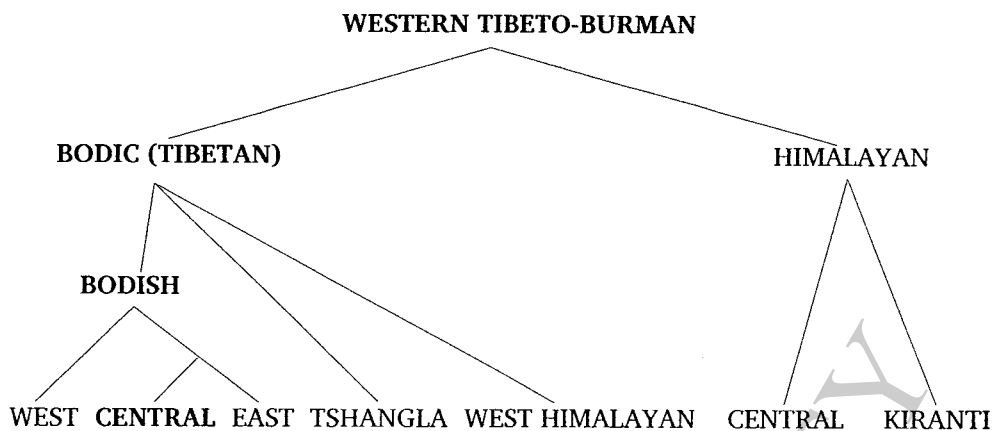 WESTERN TIBETO-BURMAN
BODIC (TIBETAN) HIMALAYAN
BODISH
WEST CENTRAL EAST TSHANGLA WEST HIMALAYAN CENTRAL KIRANTI